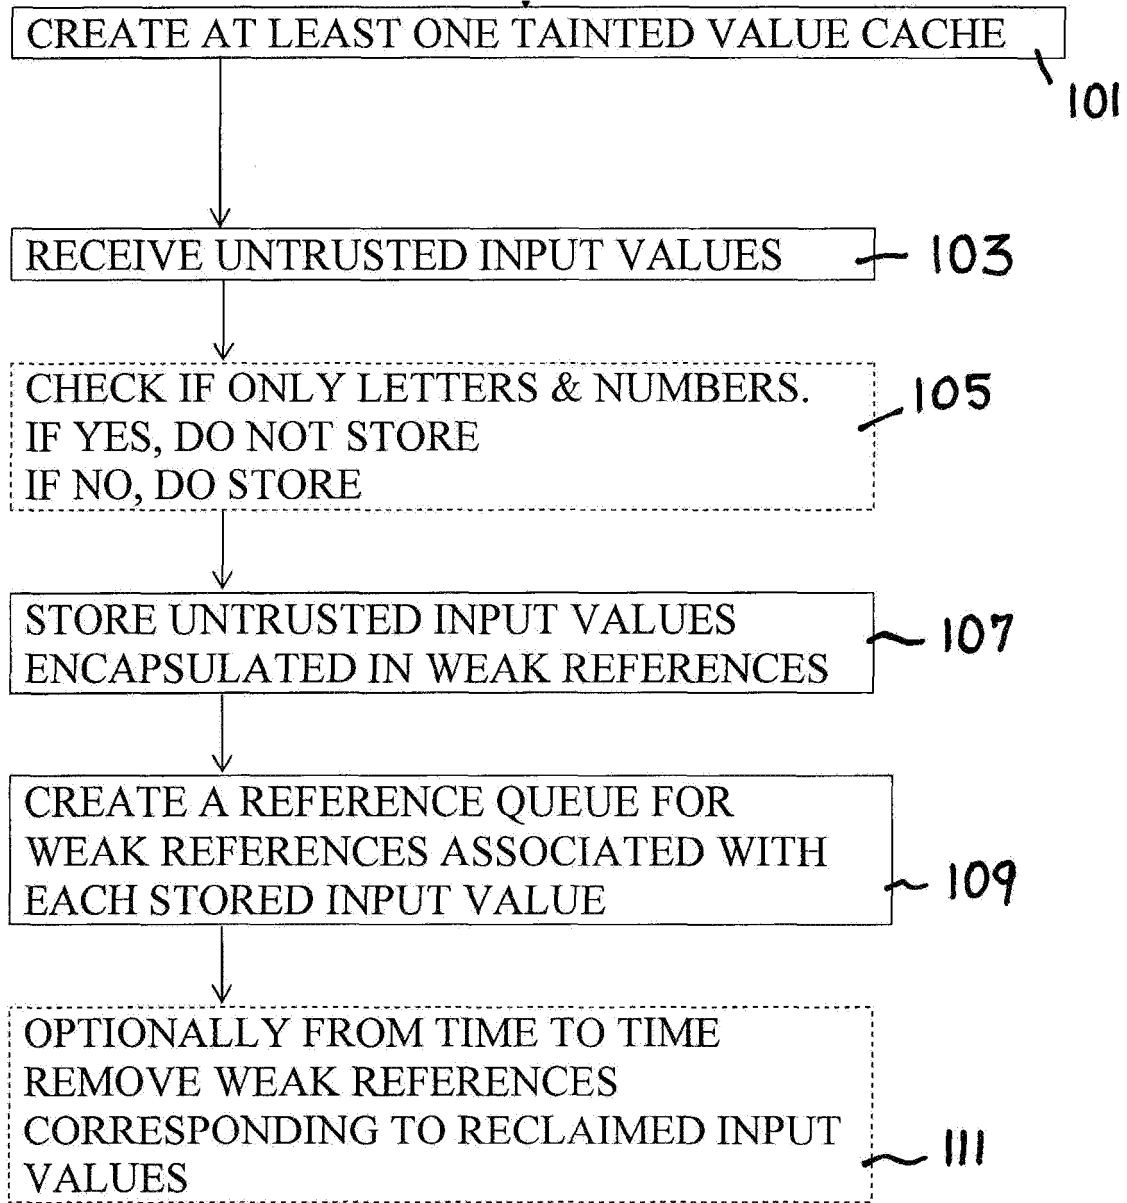 CREATE AT LEAST ONE TAINTED VALUE CACHE
101
RECEIVE UNTRUSTED INPUT VALUES
103
CHECK IF ONLY LETTERS & NUMBERS.
105
IF YES, DO NOT STORE
IF NO, DO STORE
STORE UNTRUSTED INPUT VALUES
107
ENCAPSULATED IN WEAK REFERENCES
CREATE A REFERENCE QUEUE FOR
WEAK REFERENCES ASSOCIATED WITH
EACH STORED INPUT VALUE
109
OPTIONALLY FROM TIME TO TIME
REMOVE WEAK REFERENCES
CORRESPONDING TO RECLAIMED INPUT
VALUES
111